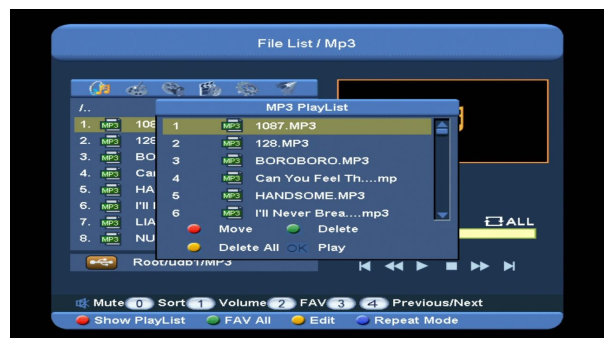 File List / Mp3
/..
MP3 PlayList
1. MP3 108
2. MP3 128
3. MP3 BO
4. MP3 Cai
5. MP3 HA
6. MP3 I'll I
7. MP3 LIA
8. MP3 NU
1 MP3 1087.MP3
2 MP3 128.MP3
3 MP3 BOROBORO.MP3
4 MP3 Can You Feel Th....mp
5 MP3 HANDSOME.MP3
6 MP3 I'll Never Brea....mp3
Move Delete
Delete All OK Play
ALL
Root/udb1/MP3
Mute 0 Sort 1 Volume 2 FAV 3 4 Previous/Next
Show PlayList FAV All Edit Repeat Mode